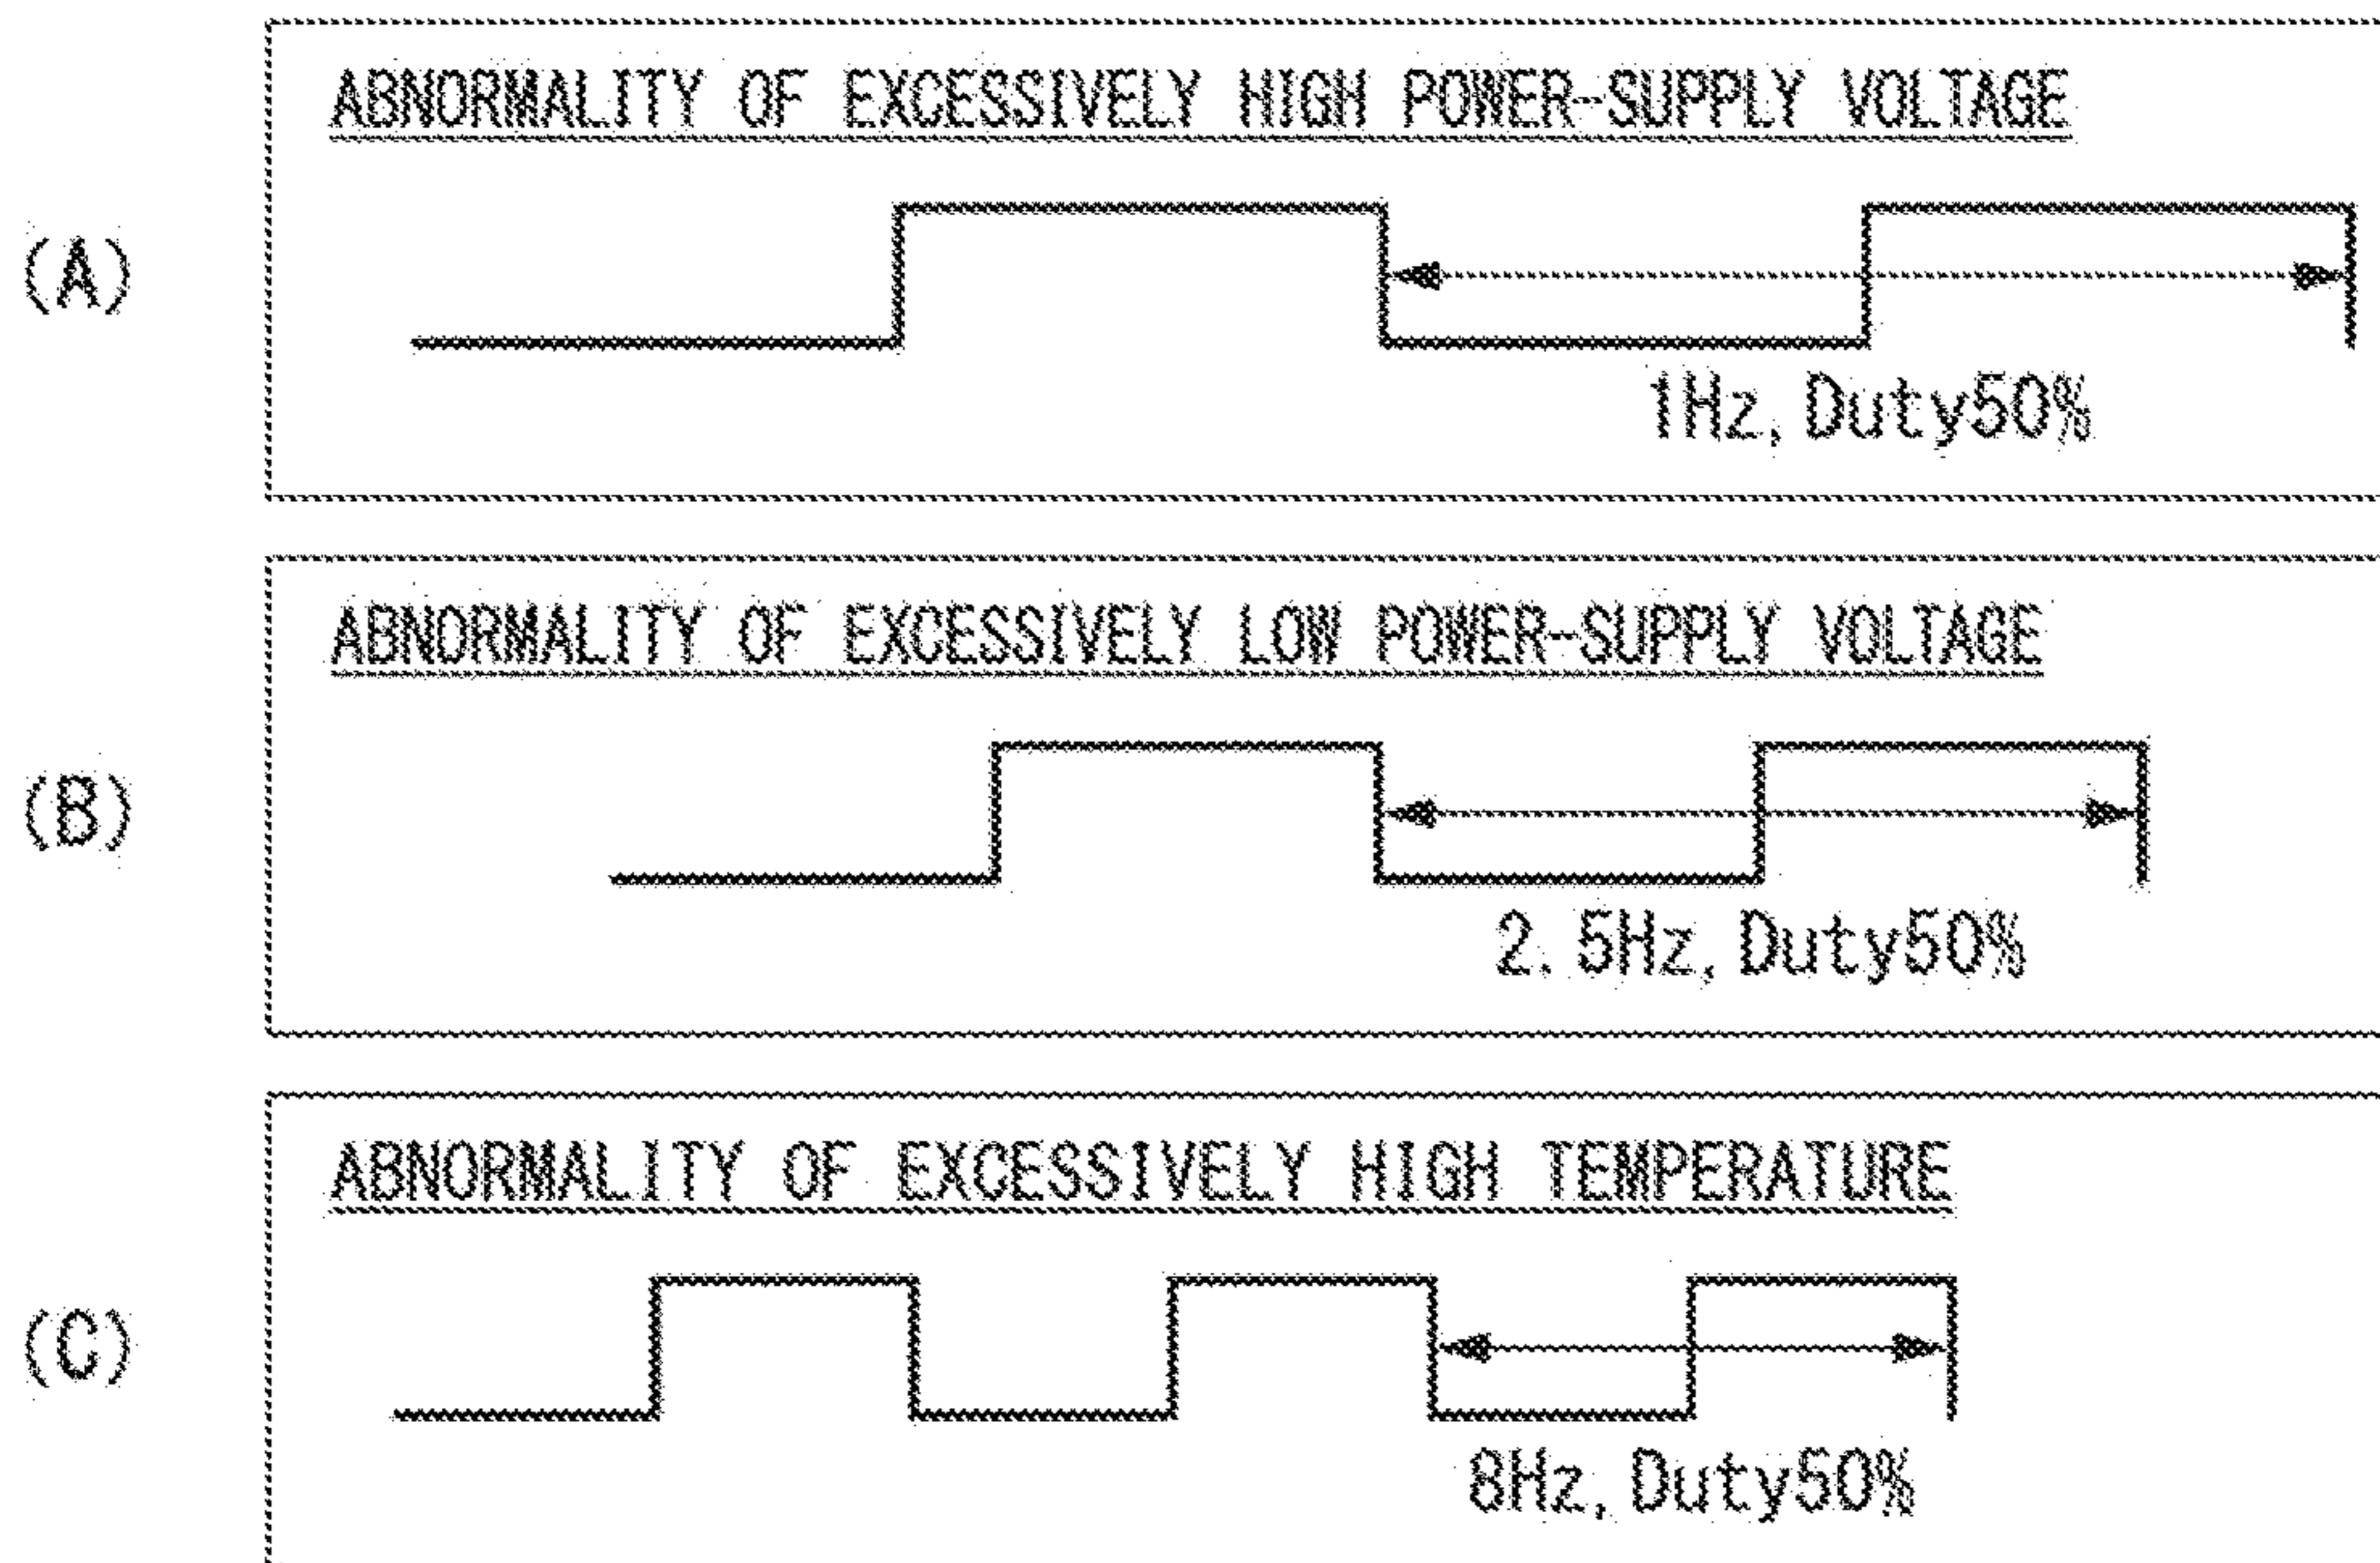 (A)
ABNORMALITY OF EXCESSIVELY HIGH POWER-SUPPLY VOLTAGE
1Hz, Duty50%
(B)
ABNORMALITY OF EXCESSIVELY LOW POWER-SUPPLY VOLTAGE
2. 5Hz, Duty50%
(C)
ABNORMALITY OF EXCESSIVELY HIGH TEMPERATURE
8Hz, Duty50%